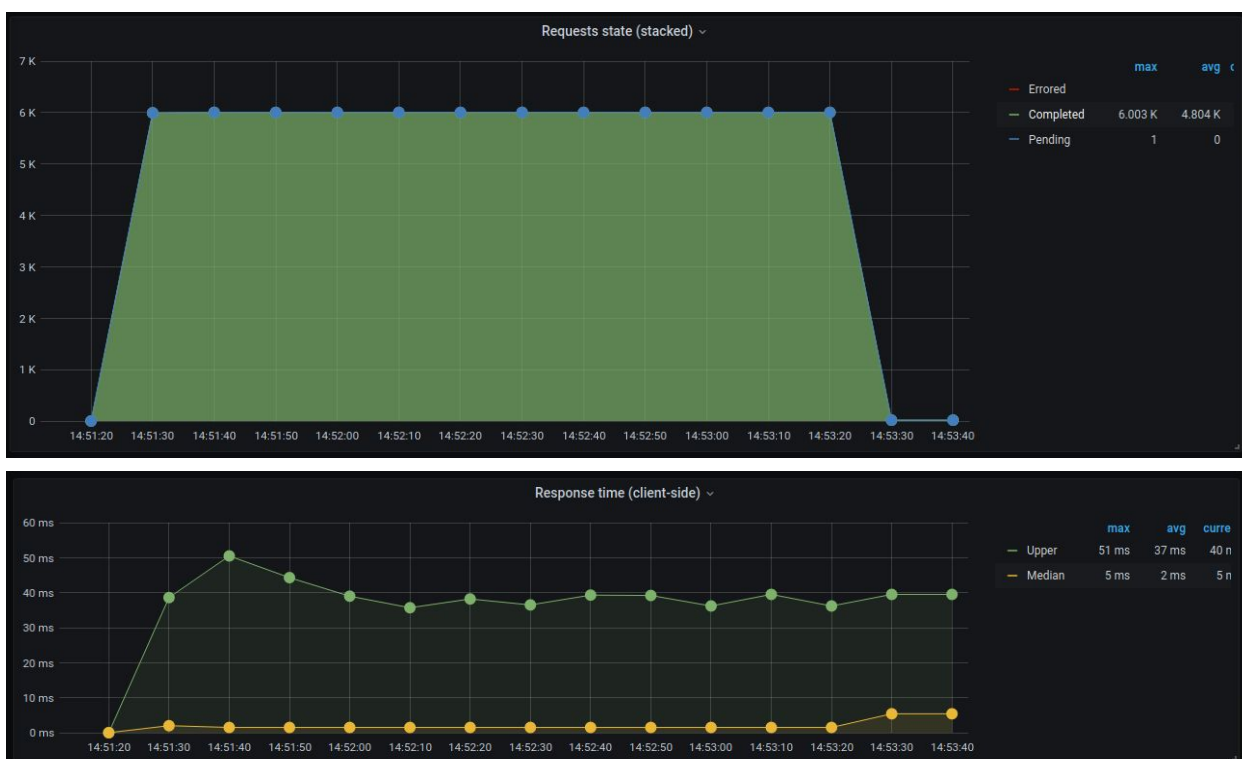 Requests state (stacked)
7 K
6 K
5 K
4 K
3 K
2 K
1 K
0
14:51:20 14:51:30 14:51:40 14:51:50 14:52:00 14:52:10 14:52:20 14:52:30 14:52:40 14:52:50 14:53:00 14:53:10 14:53:20 14:53:30 14:53:40
max avg c
Errored
Completed 6.003 K 4.804 K
Pending 1 0
Response time (client-side)
60 ms
50 ms
40 ms
30 ms
20 ms
10 ms
0 ms
14:51:20 14:51:30 14:51:40 14:51:50 14:52:00 14:52:10 14:52:20 14:52:30 14:52:40 14:52:50 14:53:00 14:53:10 14:53:20 14:53:30 14:53:40
max avg curre
Upper 51 ms 37 ms 40
Median 5 ms 2 ms 5